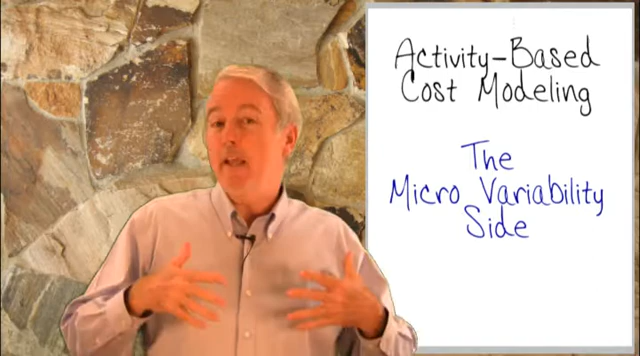 Activity-Based
Cost Modeling
The
Micro Variability
Side